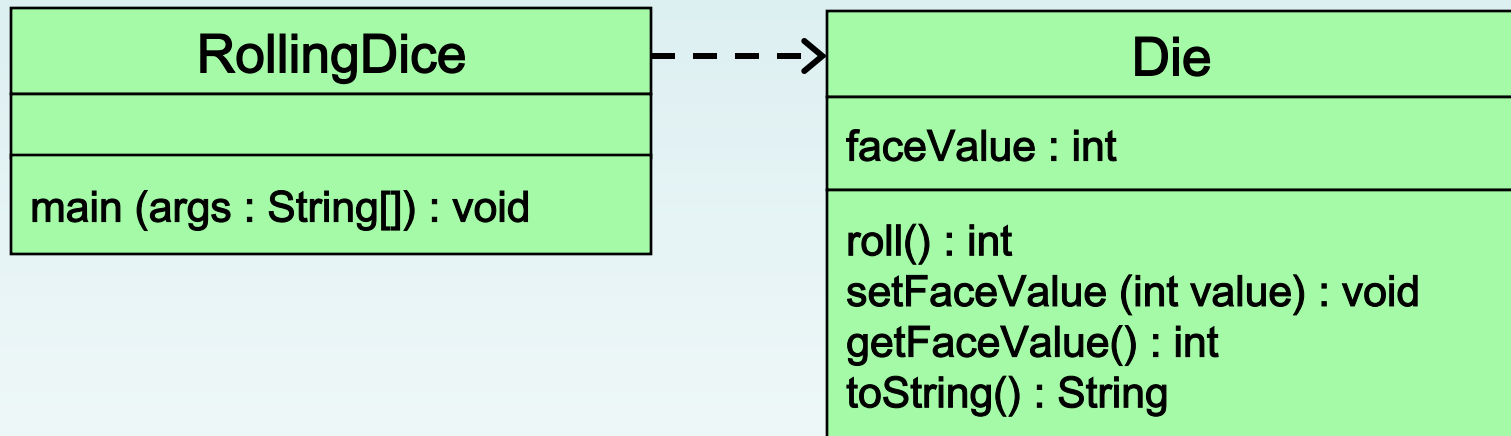 RollingDice
main (args : String[]) : void
Die
faceValue : int
roll() : int
setFaceValue (int value) : void
getFaceValue() : int
toString() : String